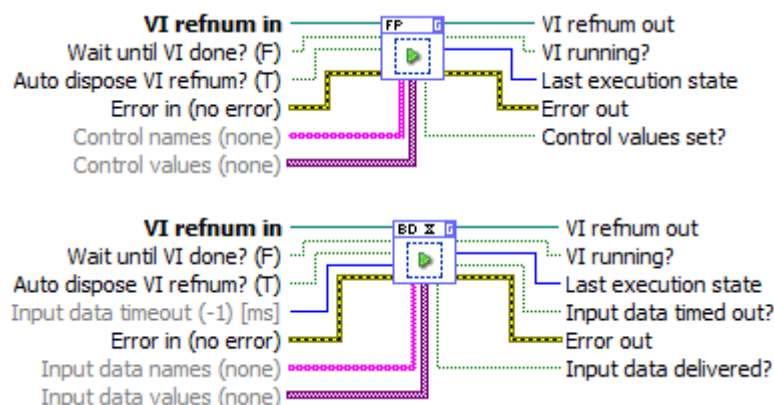 VI refnum in FP VI refnum out
Wait until VI done? (F) VI running?
Auto dispose VI refnum? (T) Last execution state
Error in (no error) Error out
Control names (none) Control values set?
Control values (none)
VI refnum in BD X VI refnum out
Wait until VI done? (F) VI running?
Auto dispose VI refnum? (T) Last execution state
Input data timeout (-1) [ms] Input data timed out?
Error in (no error) Error out
Input data names (none) Input data delivered?
Input data values (none)